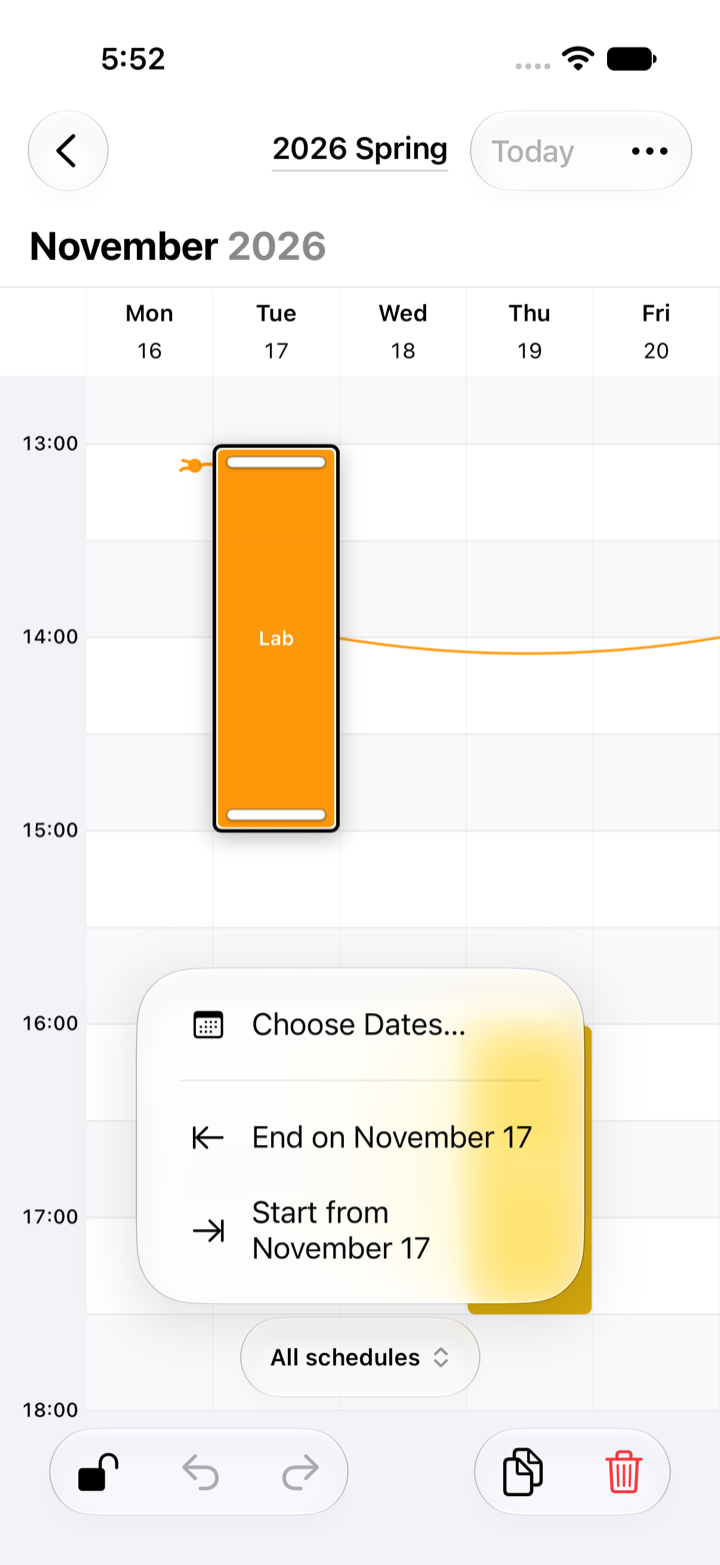 5:52
2026 Spring
Today
November 2026
Mon Tue Wed Thu Fri
16 17 18 19 20
13:00
Lab
14:00
15:00
16:00
Choose Dates...
End on November 17
17:00
Start from
November 17
All schedules
18:00